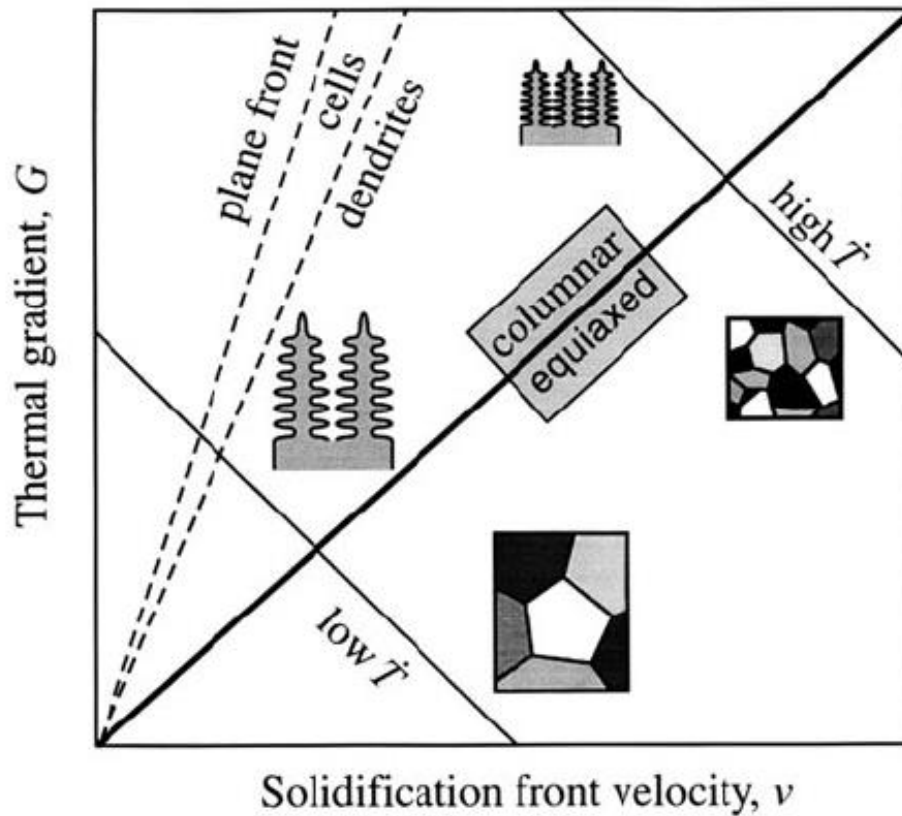 plane front
cells
dendrites
high Ṫ
columnar
equiaxed
low Ṫ
Thermal gradient, G
Solidification front velocity, v